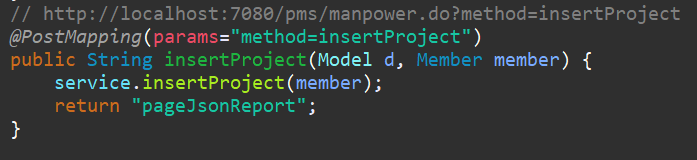 // http://localhost:7080/pms/manpower.do?method=insertProject
@PostMapping(params="method=insertProject")
public String insertProject(Model d, Member member) {
    service.insertProject(member);
    return "pageJsonReport";
}